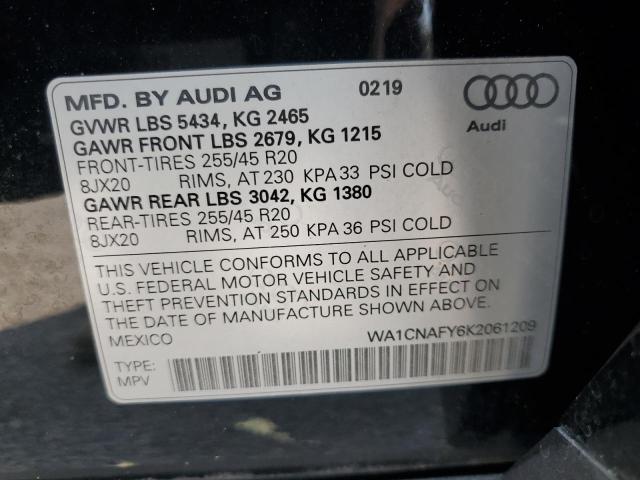 MFD. BY AUDI AG 0219
GVWR LBS 5434, KG 2465
GAWR FRONT LBS 2679, KG 1215
FRONT-TIRES 255/45 R20
8JX20 RIMS, AT 230 KPA 33 PSI COLD
GAWR REAR LBS 3042, KG 1380
REAR-TIRES 255/45 R20
8JX20 RIMS, AT 250 KPA 36 PSI COLD
Audi
THIS VEHICLE CONFORMS TO ALL APPLICABLE
U.S. FEDERAL MOTOR VEHICLE SAFETY AND
THEFT PREVENTION STANDARDS IN EFFECT ON
THE DATE OF MANUFACTURE SHOWN ABOVE.
MEXICO WA1CNAFY6K2061209
TYPE:
MPV